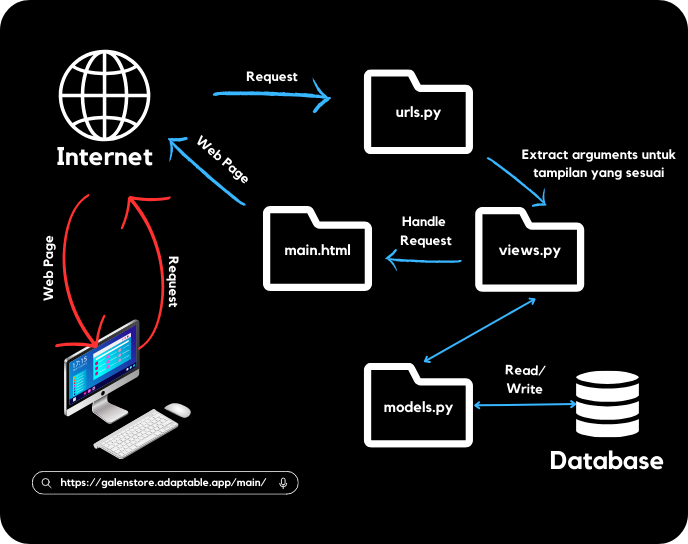 Request
urls.py
Internet
Web Page
Extract arguments untuk
tampilan yang sesuai
main.html
Handle
Request
views.py
Web Page
Request
17:15
models.py
Read/
Write
Database
https://galenstore.adaptable.app/main/